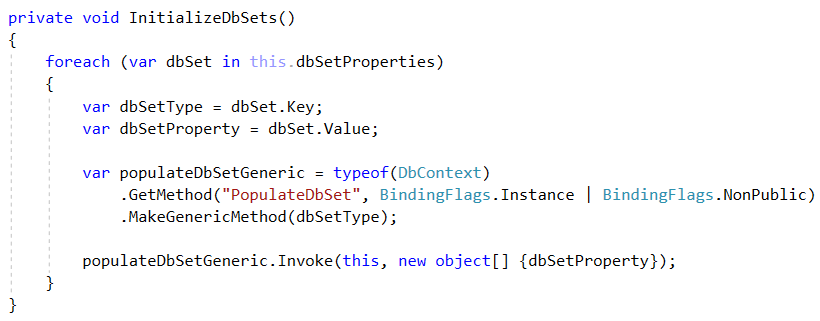 private void InitializeDbSets()
{
    foreach (var dbSet in this.dbSetProperties)
    {
        var dbSetType = dbSet.Key;
        var dbSetProperty = dbSet.Value;

        var populateDbSetGeneric = typeof(DbContext)
            .GetMethod("PopulateDbSet", BindingFlags.Instance | BindingFlags.NonPublic)
            .MakeGenericMethod(dbSetType);

        populateDbSetGeneric.Invoke(this, new object[] {dbSetProperty});
    }
}